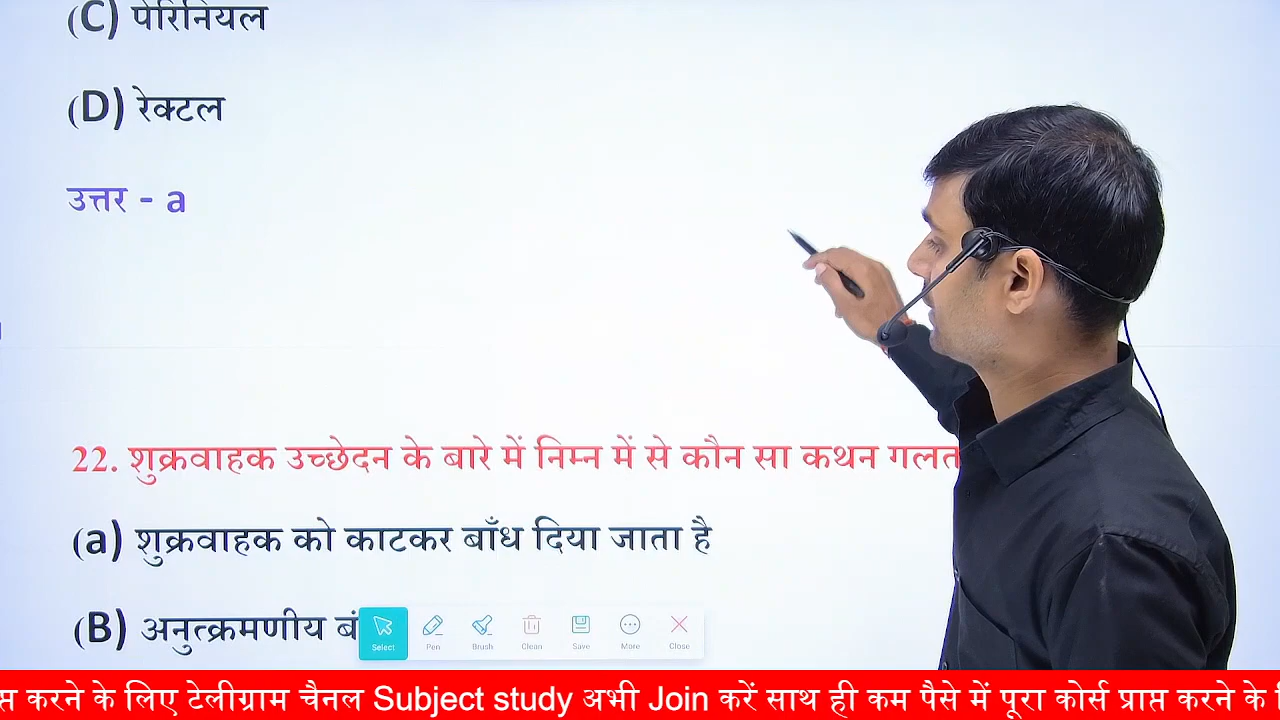 (C) पेरिनियल
(D) रेक्टल
उत्तर - a
22. शुक्रवाहक उच्छेदन के बारे में निम्न में से कौन सा कथन गलत
(a) शुक्रवाहक को काटकर बाँध दिया जाता है
(B) अनुत्क्रमणीय
Select Pen Brush Clean Save More Close
करने के लिए टेलीग्राम चैनल Subject study अभी Join करें साथ ही कम पैसे में पूरा कोर्स प्राप्त करने के